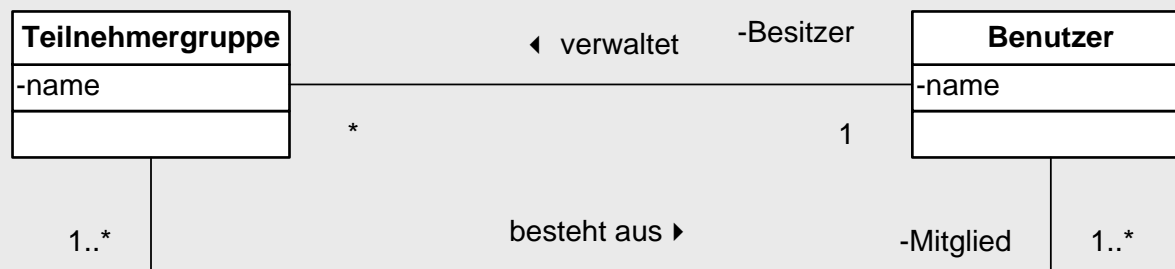 Teilnehmergruppe
-name
◀ verwaltet
-Besitzer
Benutzer
-name
*
1
1..*
besteht aus ▶
-Mitglied
1..*